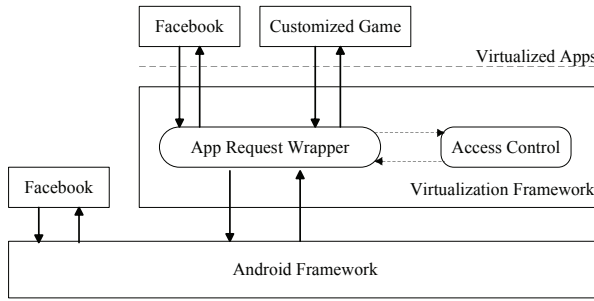 Facebook
Customized Game
Virtualized Apps
App Request Wrapper
Access Control
Facebook
Virtualization Framework
Android Framework